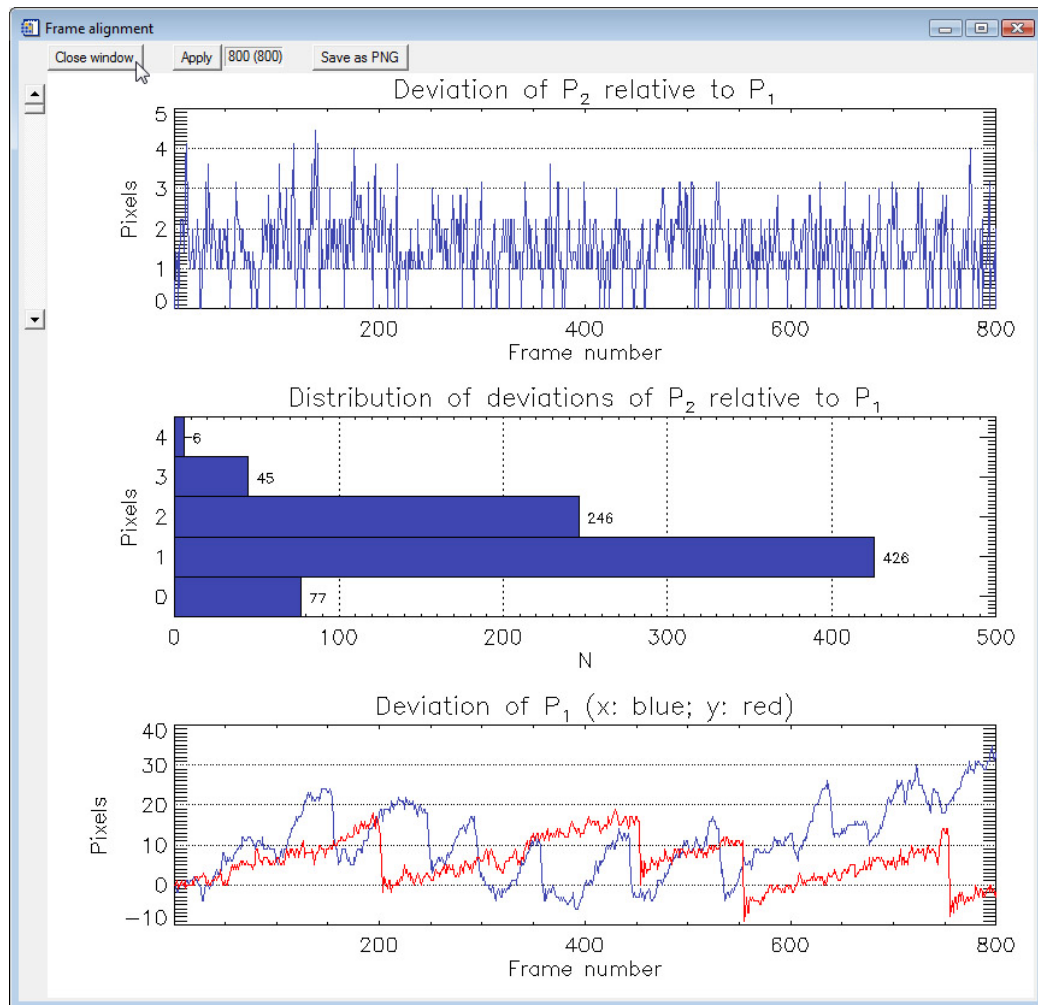 Frame alignment
Close window Apply 800 (800) Save as PNG
Deviation of P₂ relative to P₁
5
4
3
2
1
0
Pixels
200 400 600 800
Frame number
Distribution of deviations of P₂ relative to P₁
4 6
3 45
2 246
1 426
0 77
Pixels
0 100 200 300 400 500
N
Deviation of P₁ (x: blue; y: red)
40
30
20
10
0
−10
Pixels
200 400 600 800
Frame number